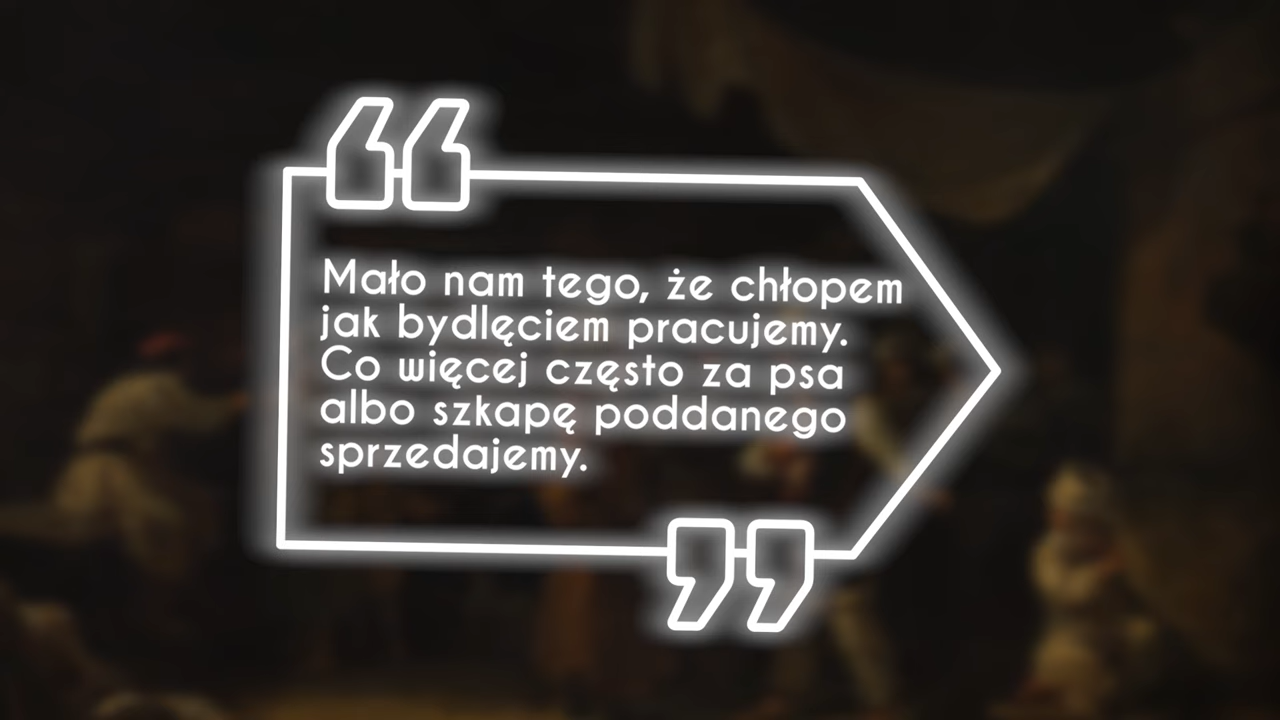 Mało nam tego, że chłopem
jak bydlęciem pracujemy.
Co więcej często za psa
albo szkapę poddanego
sprzedajemy.